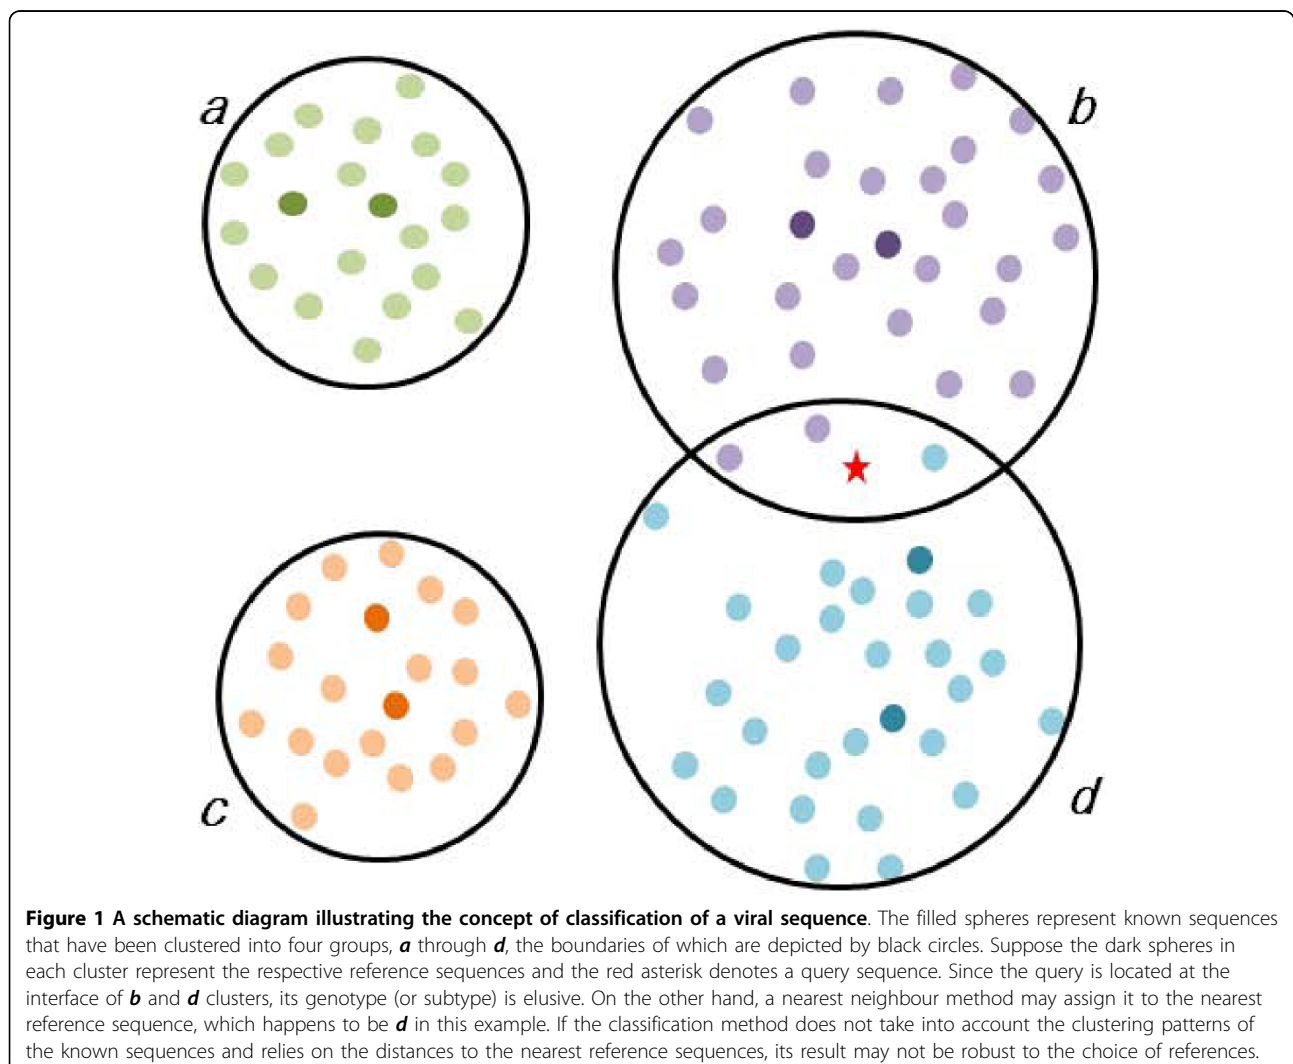 a
b
c
d
Figure 1 A schematic diagram illustrating the concept of classification of a viral sequence. The filled spheres represent known sequences
that have been clustered into four groups, a through d, the boundaries of which are depicted by black circles. Suppose the dark spheres in
each cluster represent the respective reference sequences and the red asterisk denotes a query sequence. Since the query is located at the
interface of b and d clusters, its genotype (or subtype) is elusive. On the other hand, a nearest neighbour method may assign it to the nearest
reference sequence, which happens to be d in this example. If the classification method does not take into account the clustering patterns of
the known sequences and relies on the distances to the nearest reference sequences, its result may not be robust to the choice of references.